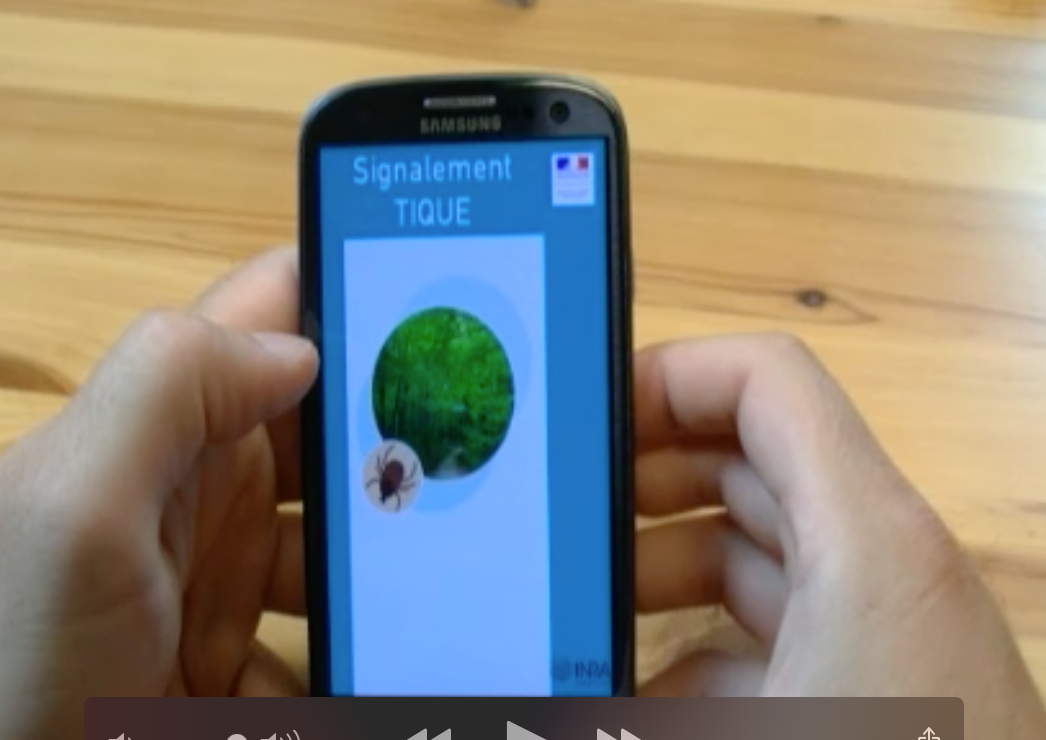 SAMSUNG
Signalement
TIQUE
INRA